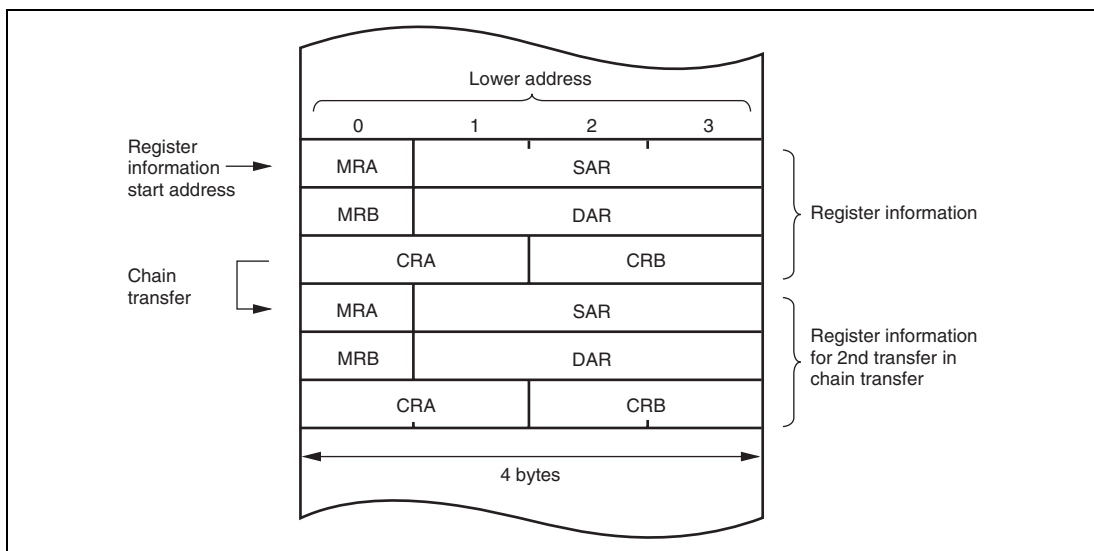 Lower address
0 1 2 3
Register
information
start address
MRA SAR
MRB DAR
CRA CRB
Register information
Chain
transfer
MRA SAR
MRB DAR
CRA CRB
Register information
for 2nd transfer in
chain transfer
4 bytes